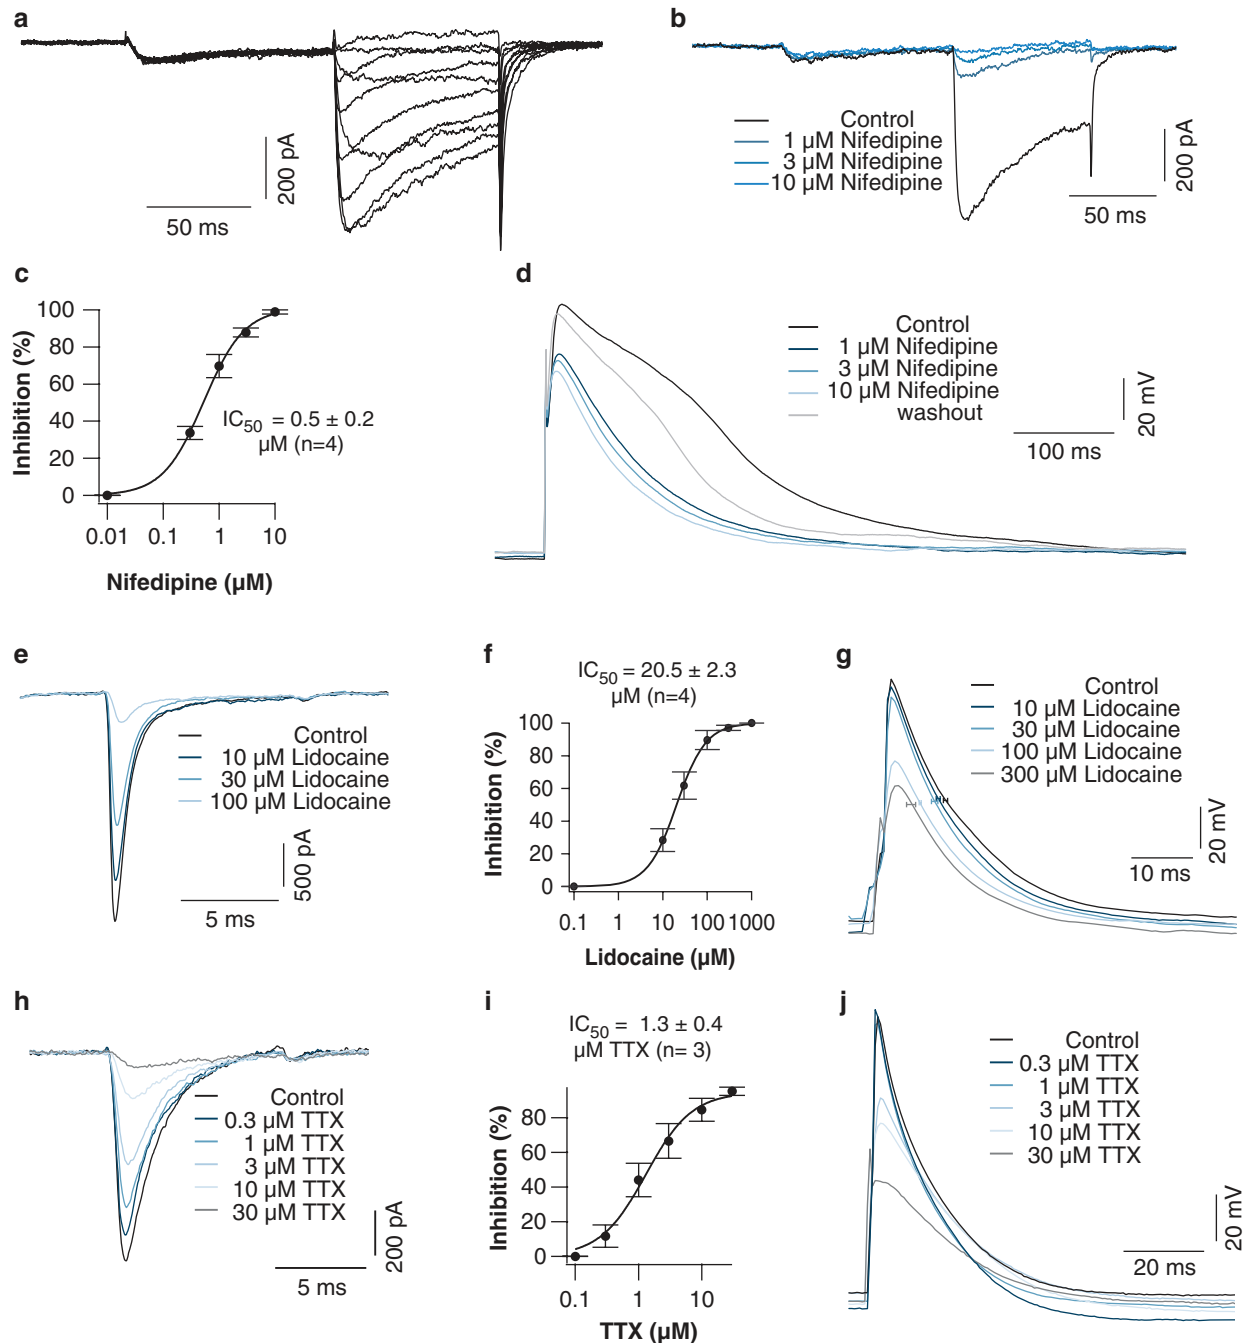 a
200 pA
50 ms
b
Control
1 µM Nifedipine
3 µM Nifedipine
10 µM Nifedipine
200 pA
50 ms
c
Inhibition (%)
100
80
60
40
20
0
IC50 = 0.5 ± 0.2
µM (n=4)
0.01 0.1 1 10
Nifedipine (µM)
d
Control
1 µM Nifedipine
3 µM Nifedipine
10 µM Nifedipine
washout
20 mV
100 ms
e
Control
10 µM Lidocaine
30 µM Lidocaine
100 µM Lidocaine
500 pA
5 ms
f
IC50 = 20.5 ± 2.3
µM (n=4)
Inhibition (%)
100
80
60
40
20
0
0.1 1 10 100 1000
Lidocaine (µM)
g
Control
10 µM Lidocaine
30 µM Lidocaine
100 µM Lidocaine
300 µM Lidocaine
20 mV
10 ms
h
Control
0.3 µM TTX
1 µM TTX
3 µM TTX
10 µM TTX
30 µM TTX
200 pA
5 ms
i
IC50 = 1.3 ± 0.4
µM TTX (n= 3)
Inhibition (%)
80
60
40
20
0
0.1 1 10
TTX (µM)
j
Control
0.3 µM TTX
1 µM TTX
3 µM TTX
10 µM TTX
30 µM TTX
20 mV
20 ms